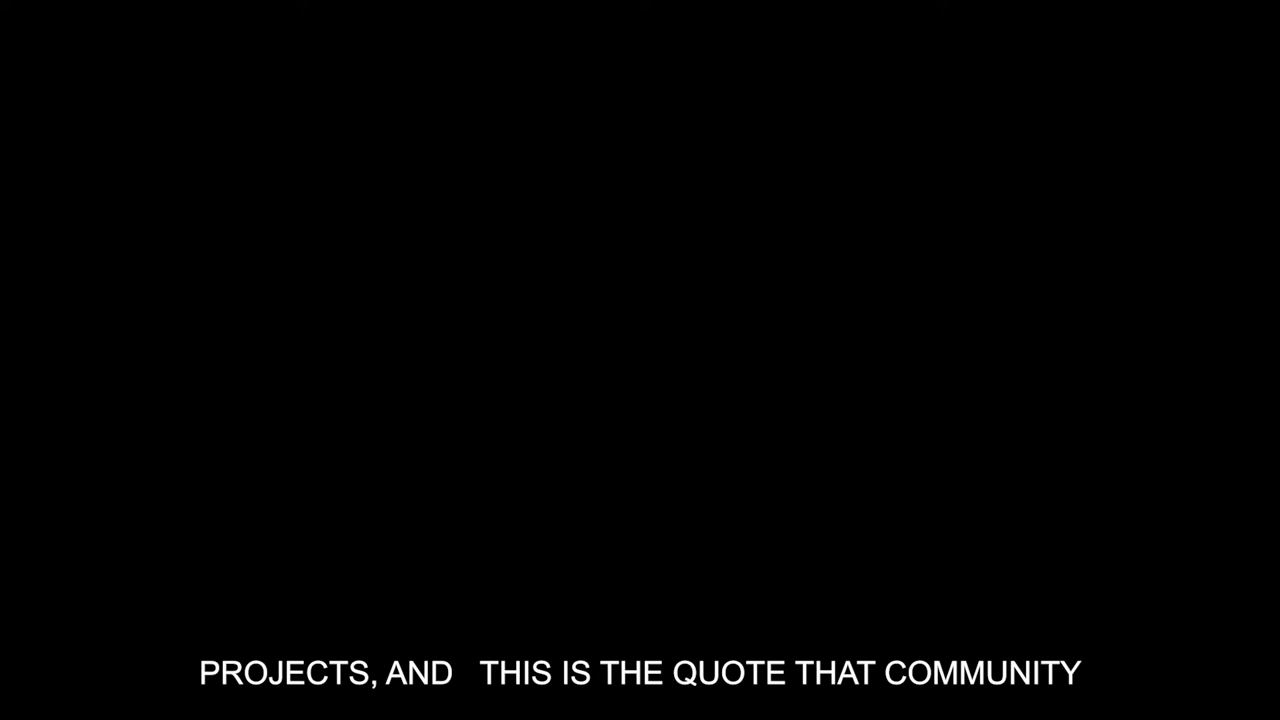 PROJECTS, AND   THIS IS THE QUOTE THAT COMMUNITY